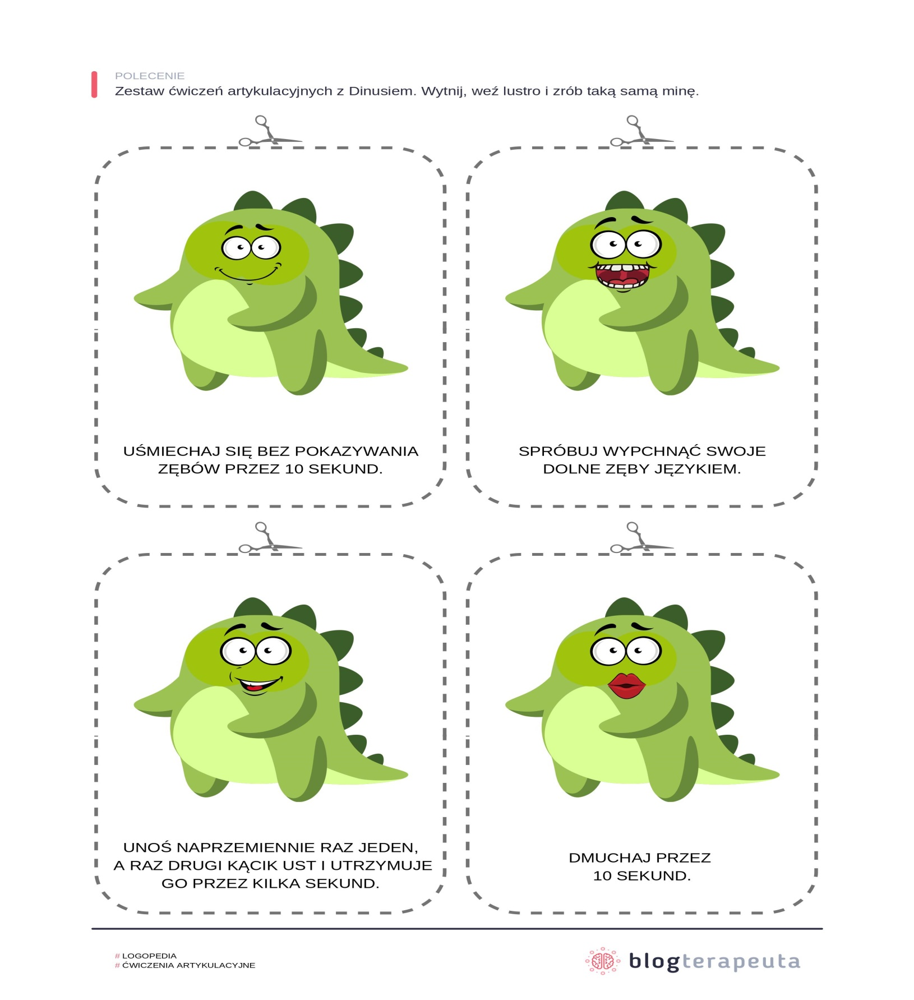 POLECENIE
Zestaw ćwiczeń artykulacyjnych z Dinusiem. Wytnij, weź lustro i zrób taką samą minę.
UŚMIECHAJ SIĘ BEZ POKAZYWANIA
ZĘBÓW PRZEZ 10 SEKUND.
SPRÓBUJ WYPCHNĄĆ SWOJE
DOLNE ZĘBY JĘZYKIEM.
UNOŚ NAPRZEMIENNIE RAZ JEDEN,
A RAZ DRUGI KĄCIK UST I UTRZYMUJE
GO PRZEZ KILKA SEKUND.
DMUCHAJ PRZEZ
10 SEKUND.
# LOGOPEDIA
# ĆWICZENIA ARTYKULACYJNE
blogterapeuta